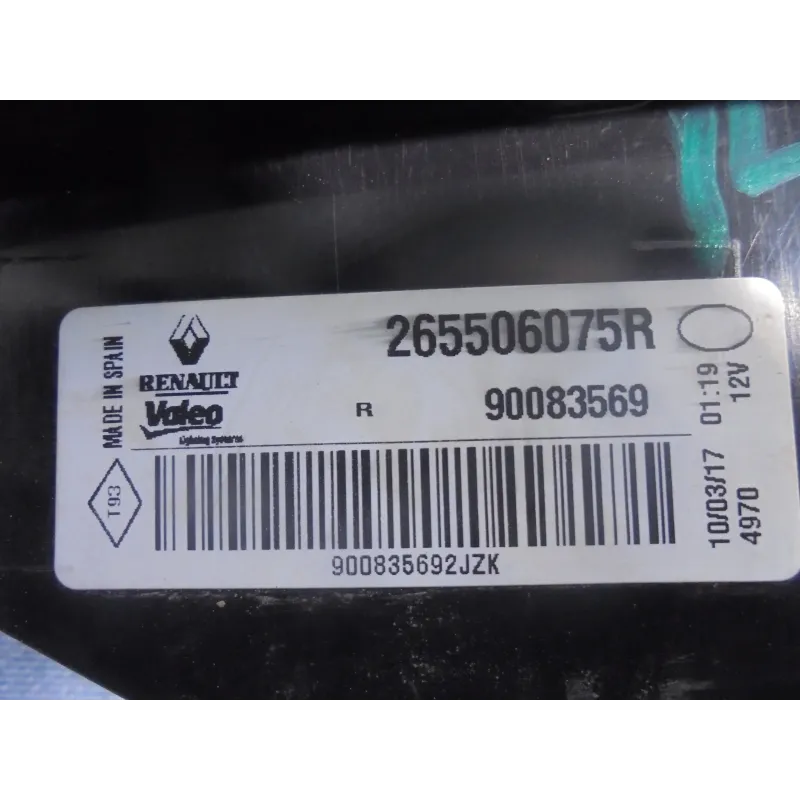 MADE IN SPAIN
RENAULT
Valeo
Lighting Systems
265506075R
R
90083569
T93
900835692JZK
10/03/17 01:19
4970 12V